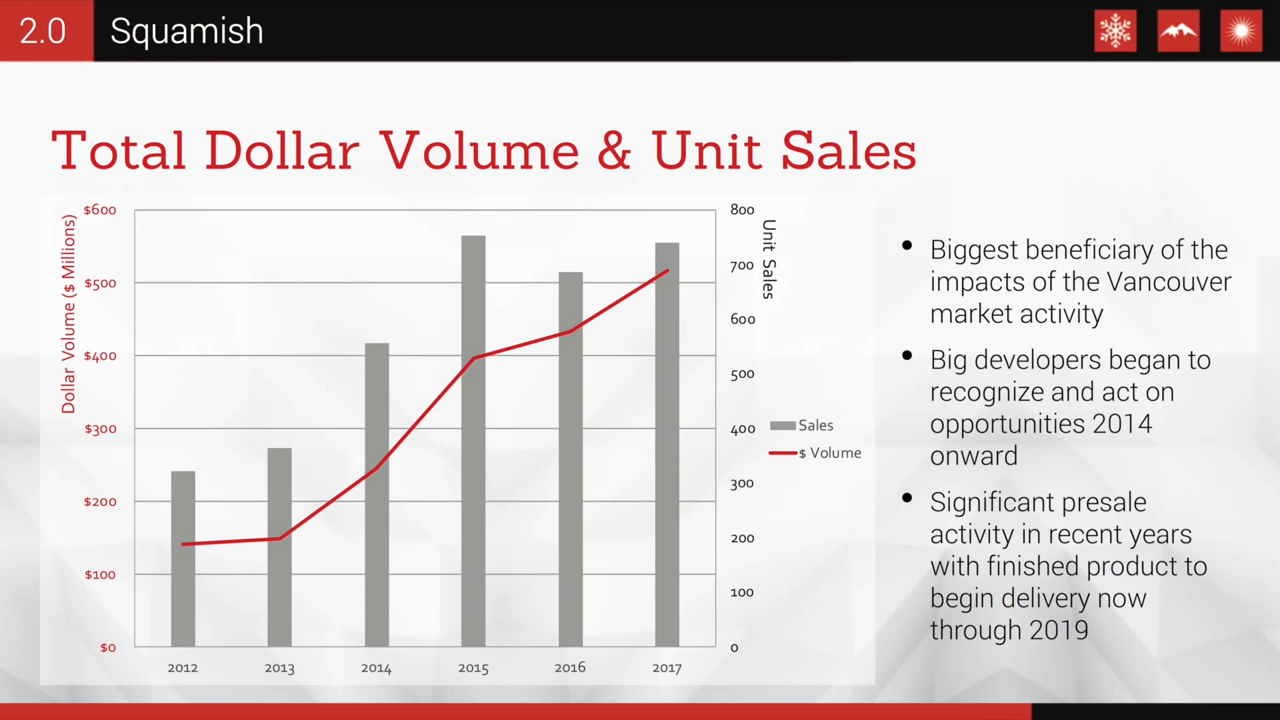 2.0 Squamish
Total Dollar Volume & Unit Sales
Dollar Volume ($ Millions)
$600
$500
$400
$300
$200
$100
$0
800
700
600
500
400
300
200
100
0
Unit Sales
2012 2013 2014 2015 2016 2017
Sales
$ Volume
• Biggest beneficiary of the
impacts of the Vancouver
market activity
• Big developers began to
recognize and act on
opportunities 2014
onward
• Significant presale
activity in recent years
with finished product to
begin delivery now
through 2019